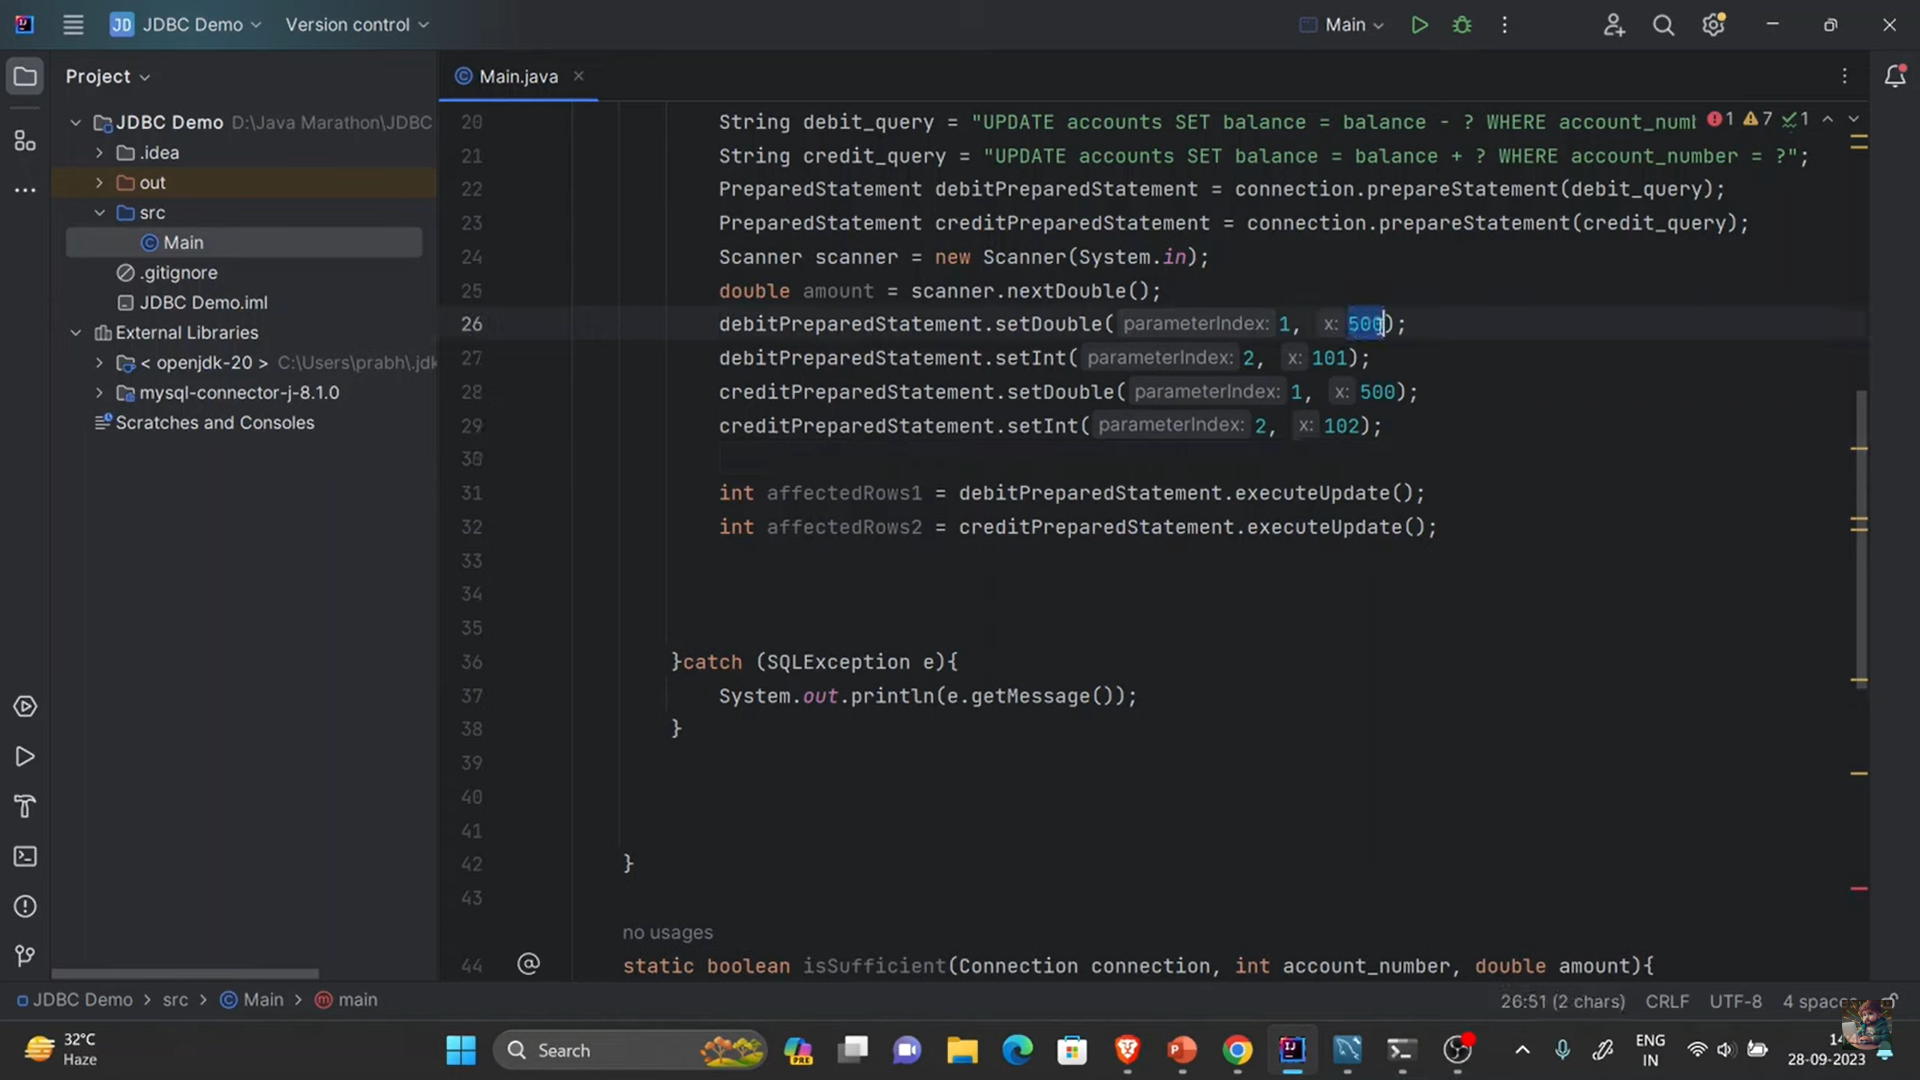 JD JDBC Demo Version control Main
Project
Main.java
JDBC Demo D:\Java Marathon\JDBC
.idea
out
src
Main
.gitignore
JDBC Demo.iml
External Libraries
< openjdk-20 > C:\Users\prabh\.jdk
mysql-connector-j-8.1.0
Scratches and Consoles
20 String debit_query = "UPDATE accounts SET balance = balance - ? WHERE account_numb 1 7 1
21 String credit_query = "UPDATE accounts SET balance = balance + ? WHERE account_number = ?";
22 PreparedStatement debitPreparedStatement = connection.prepareStatement(debit_query);
23 PreparedStatement creditPreparedStatement = connection.prepareStatement(credit_query);
24 Scanner scanner = new Scanner(System.in);
25 double amount = scanner.nextDouble();
26 debitPreparedStatement.setDouble( parameterIndex: 1, x: 500);
27 debitPreparedStatement.setInt( parameterIndex: 2, x: 101);
28 creditPreparedStatement.setDouble( parameterIndex: 1, x: 500);
29 creditPreparedStatement.setInt( parameterIndex: 2, x: 102);
30
31 int affectedRows1 = debitPreparedStatement.executeUpdate();
32 int affectedRows2 = creditPreparedStatement.executeUpdate();
33
34
35
36 }catch (SQLException e){
37 System.out.println(e.getMessage());
38 }
39
40
41
42 }
43
no usages
44 @ static boolean isSufficient(Connection connection, int account_number, double amount){
JDBC Demo > src > Main > main 26:51 (2 chars) CRLF UTF-8 4 spaces
32°C
Haze
Search
PRE
ENG
IN
28-09-2023